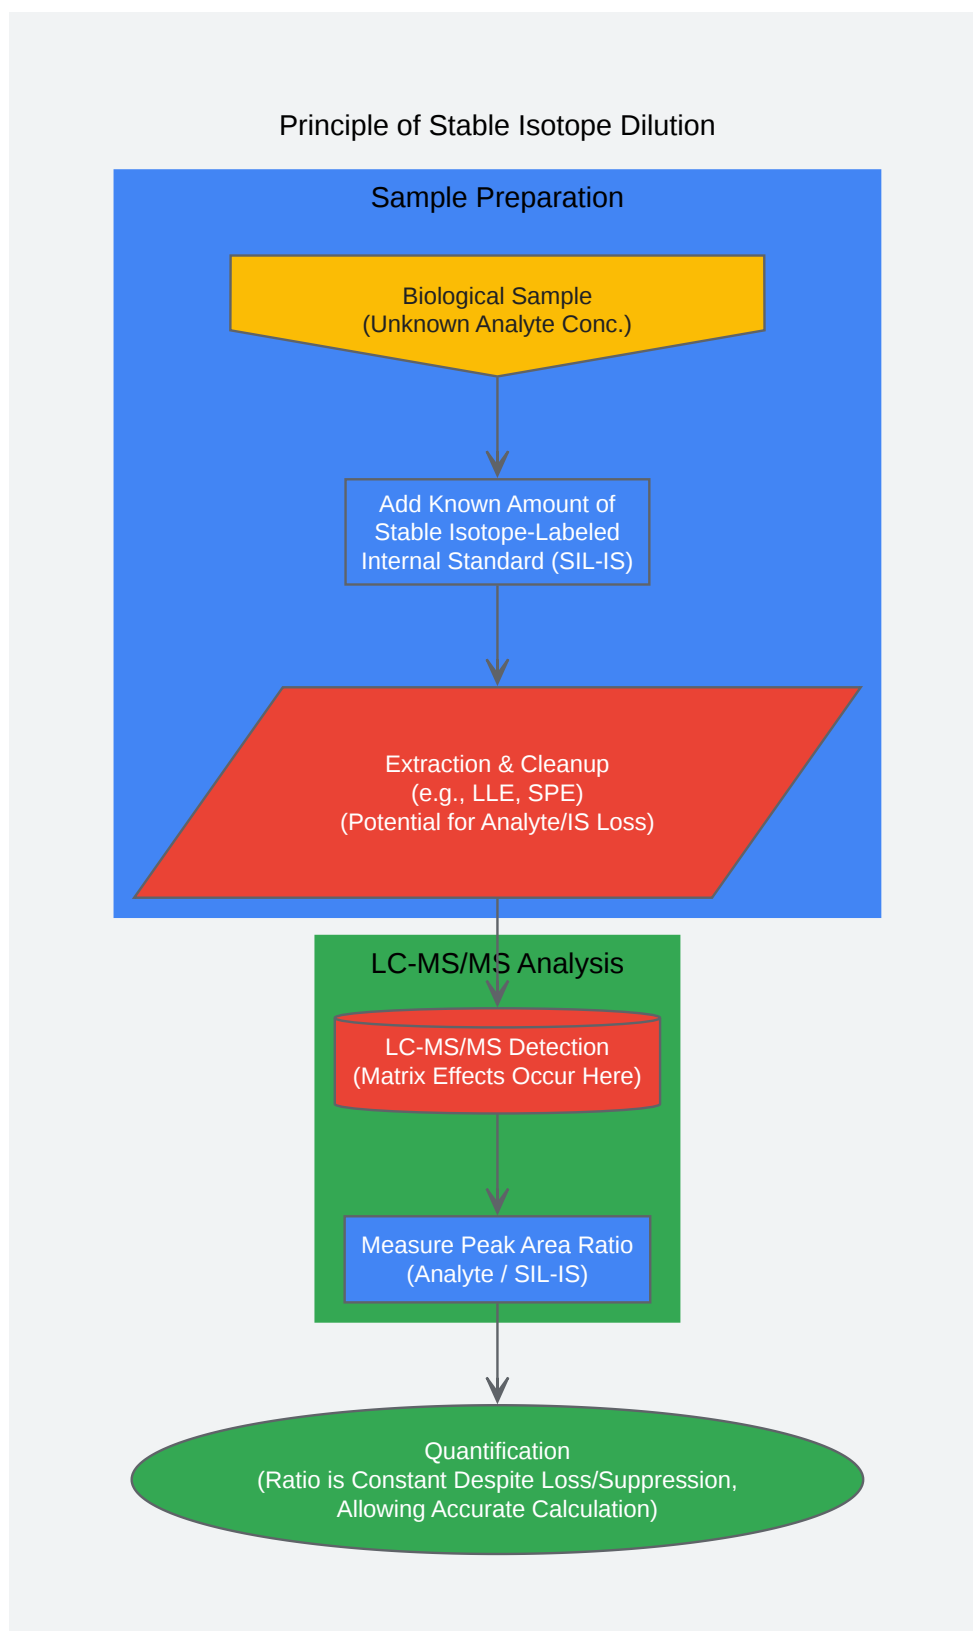 Principle of Stable Isotope Dilution
Sample Preparation
Biological Sample
(Unknown Analyte Conc.)
Add Known Amount of
Stable Isotope-Labeled
Internal Standard (SIL-IS)
Extraction & Cleanup
(e.g., LLE, SPE)
(Potential for Analyte/IS Loss)
LC-MS/MS Analysis
LC-MS/MS Detection
(Matrix Effects Occur Here)
Measure Peak Area Ratio
(Analyte / SIL-IS)
Quantification
(Ratio is Constant Despite Loss/Suppression,
Allowing Accurate Calculation)